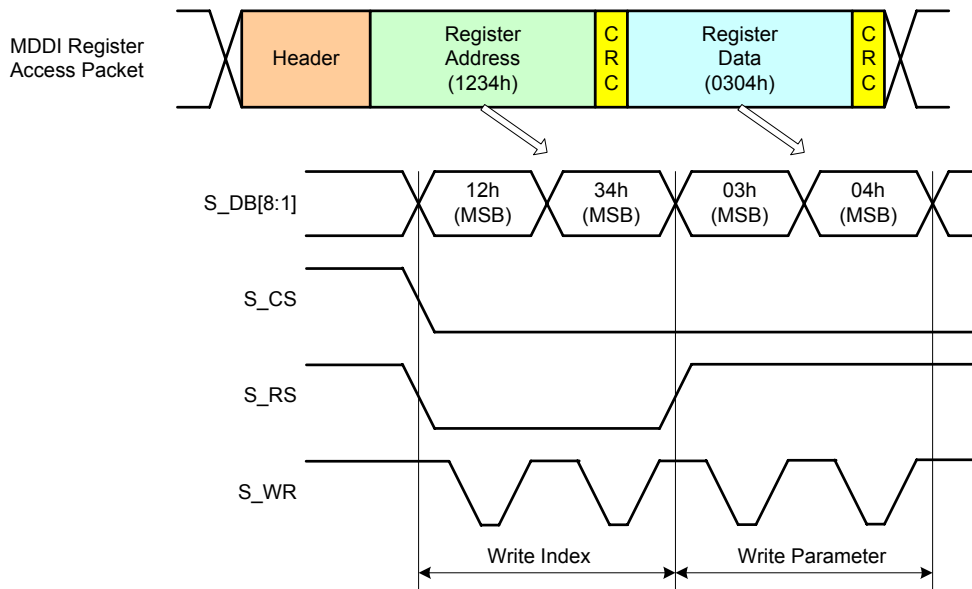 MDDI Register
Access Packet
Header
Register
Address
(1234h)
C
R
C
Register
Data
(0304h)
C
R
C
S_DB[8:1]
12h
(MSB)
34h
(MSB)
03h
(MSB)
04h
(MSB)
S_CS
S_RS
S_WR
Write Index
Write Parameter